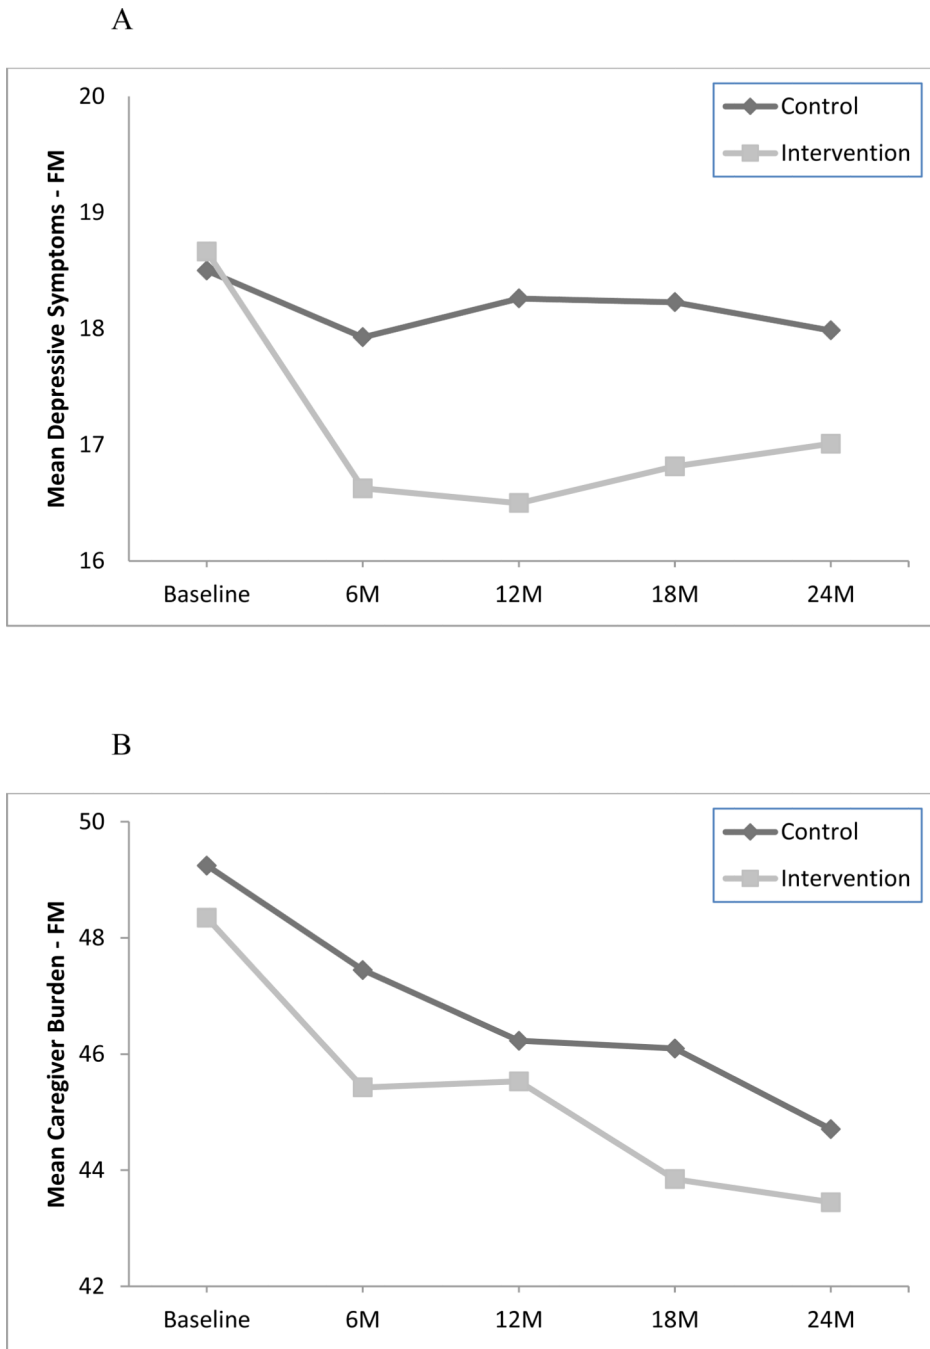 A
Mean Depressive Symptoms - FM
20
19
18
17
16
Baseline 6M 12M 18M 24M
Control
Intervention
B
Mean Caregiver Burden - FM
50
48
46
44
42
Baseline 6M 12M 18M 24M
Control
Intervention